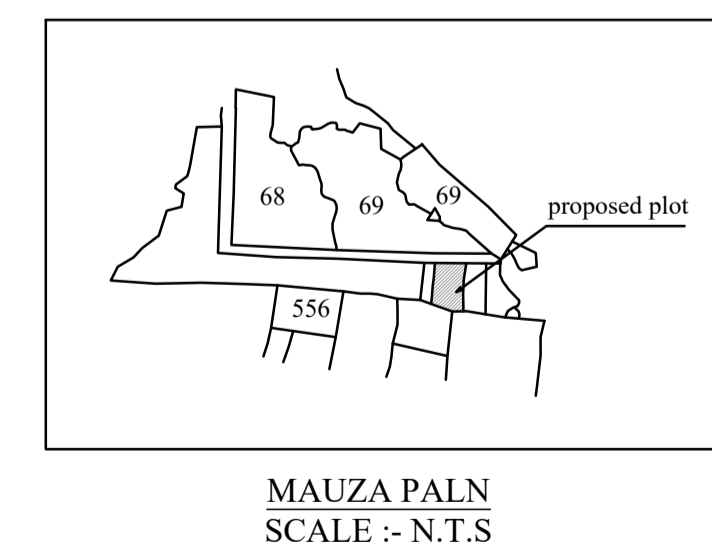 68
69
69
proposed plot
556
MAUZA PALN
SCALE :- N.T.S